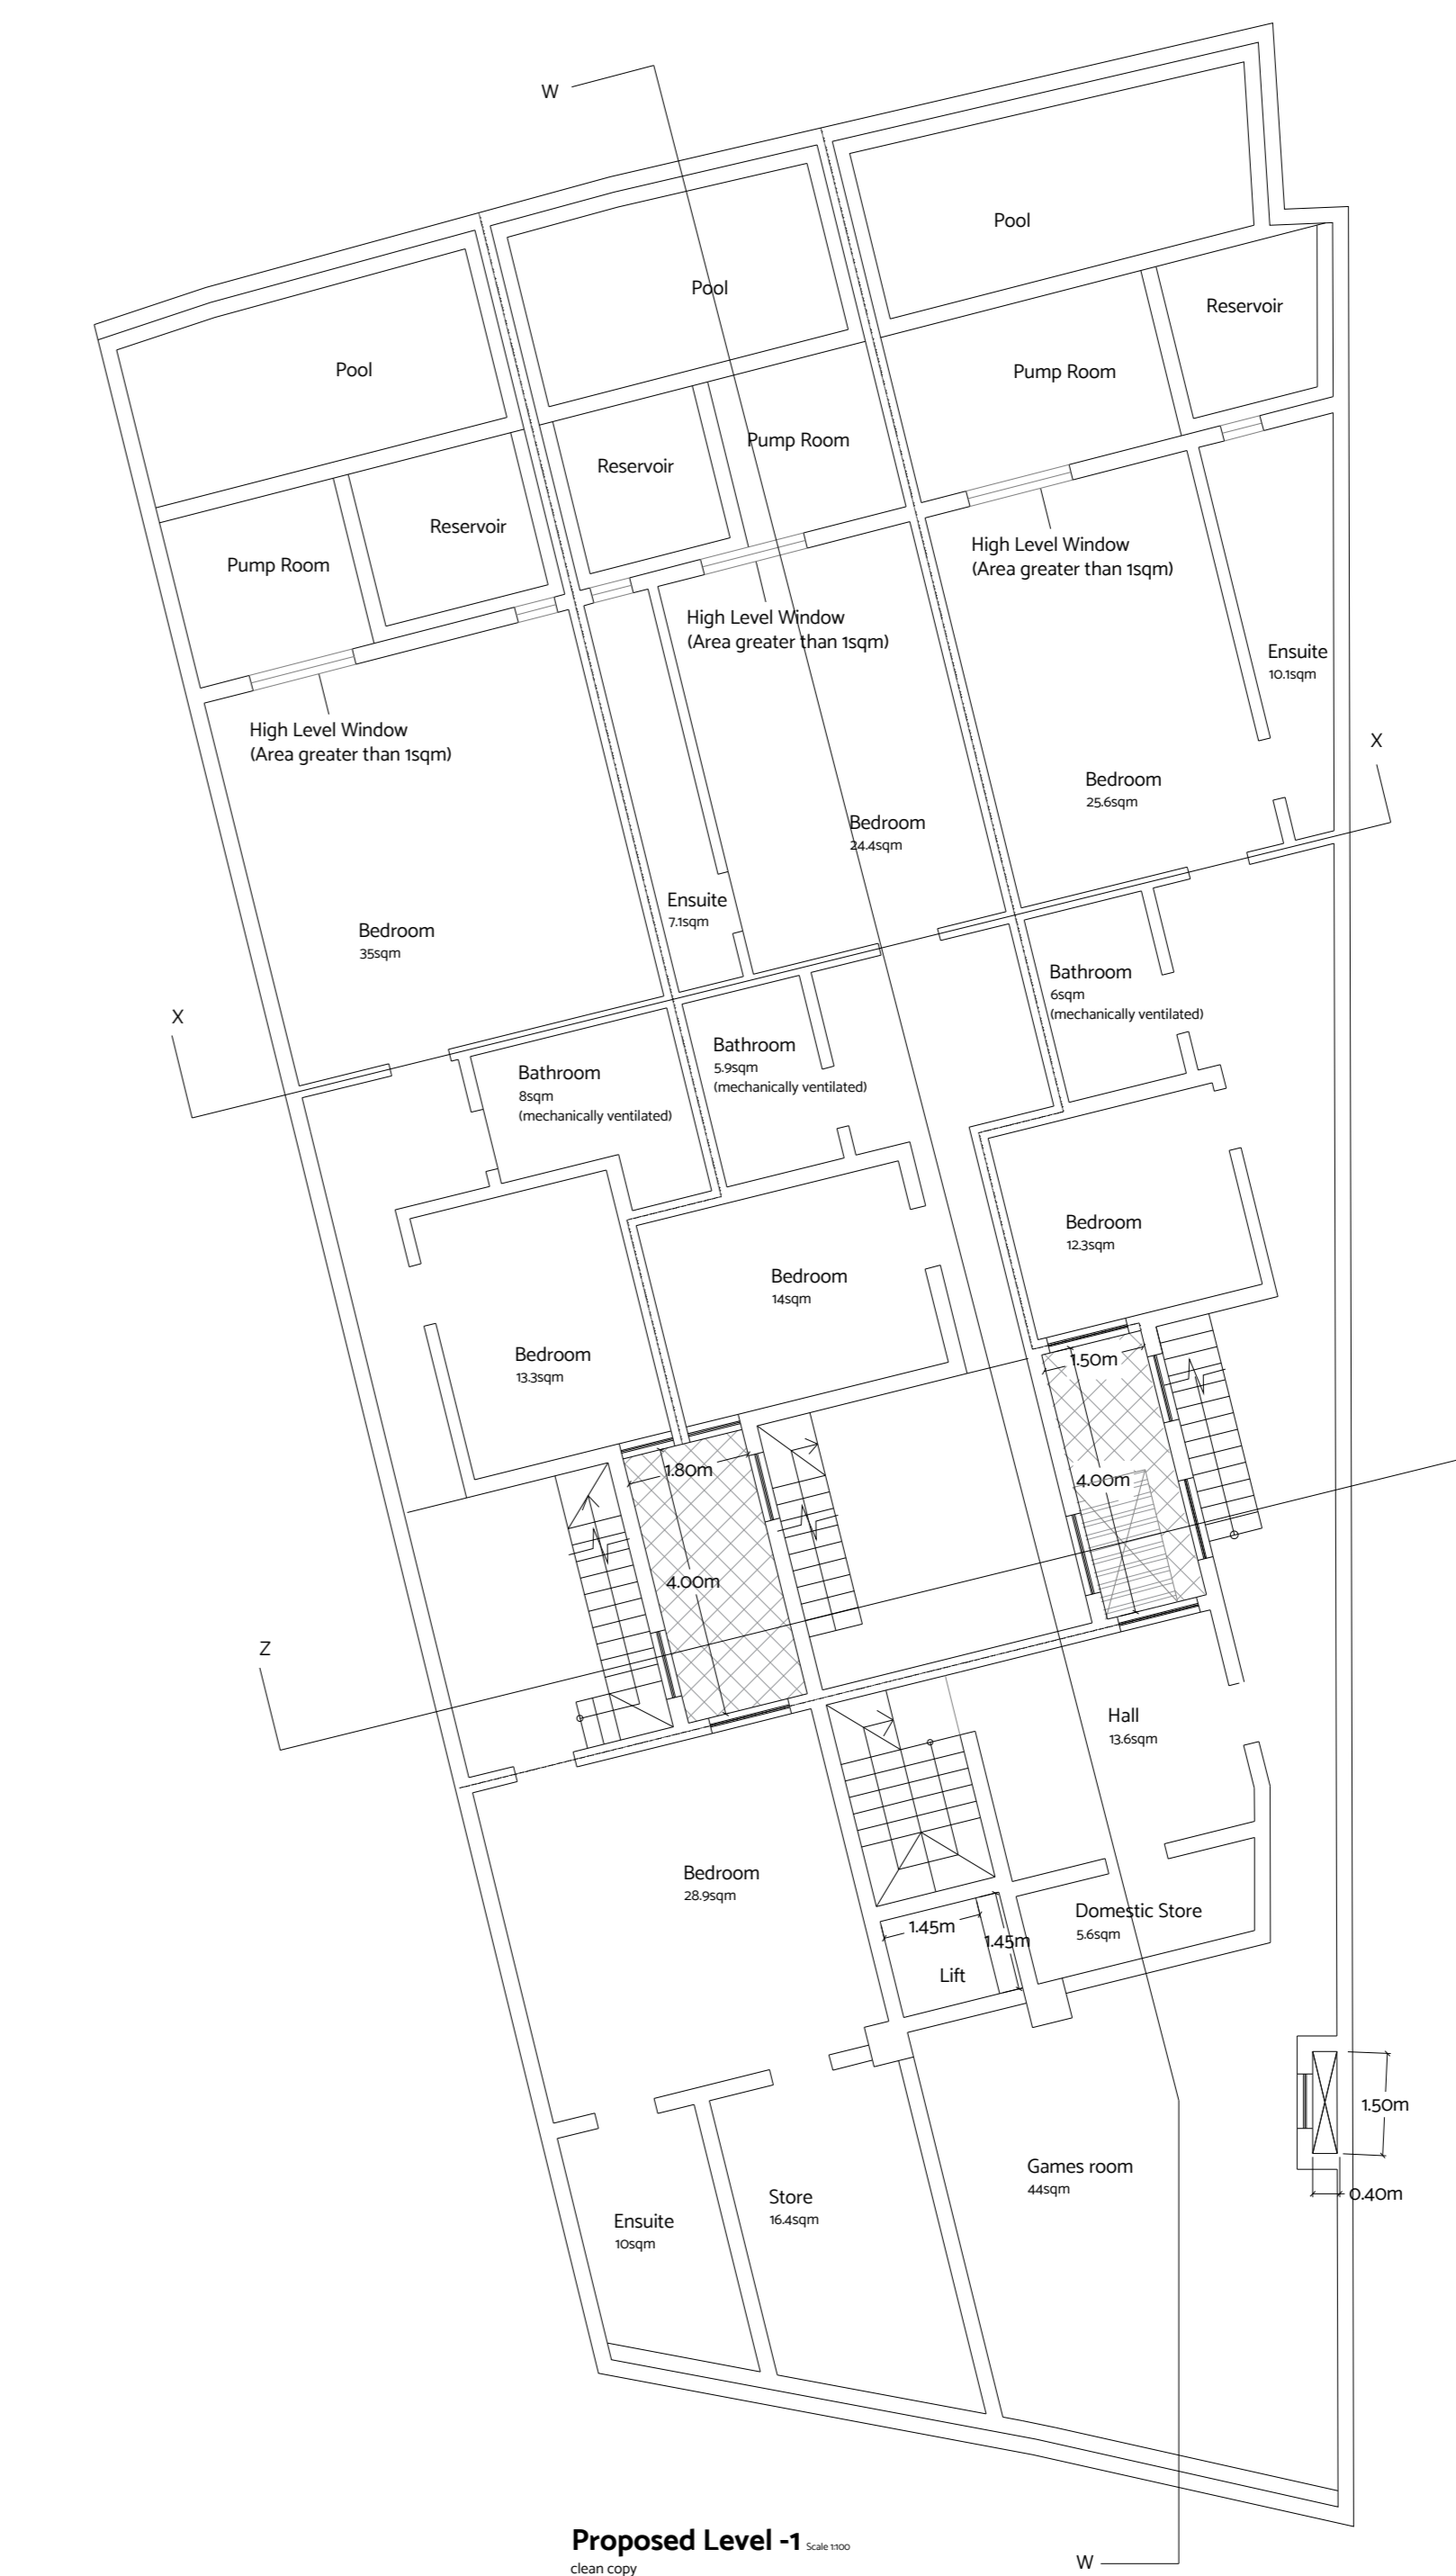 W
Pool
Pool
Reservoir
Pool
Pump Room
Pump Room
Reservoir
Reservoir
Pump Room
High Level Window
(Area greater than 1sqm)
High Level Window
(Area greater than 1sqm)
Ensuite
10.1sqm
High Level Window
(Area greater than 1sqm)
X
Bedroom
25.6sqm
Bedroom
24.4sqm
Ensuite
7.1sqm
Bedroom
35sqm
Bathroom
6sqm
(mechanically ventilated)
X
Bathroom
5.9sqm
(mechanically ventilated)
Bathroom
8sqm
(mechanically ventilated)
Bedroom
12.3sqm
Bedroom
14sqm
Bedroom
13.3sqm
1.50m
1.80m
4.00m
4.00m
Z
Hall
13.6sqm
Bedroom
28.9sqm
Domestic Store
5.6sqm
1.45m
1.45m
Lift
1.50m
Games room
44sqm
0.40m
Store
16.4sqm
Ensuite
10sqm
Proposed Level -1 Scale 1:100
clean copy
W